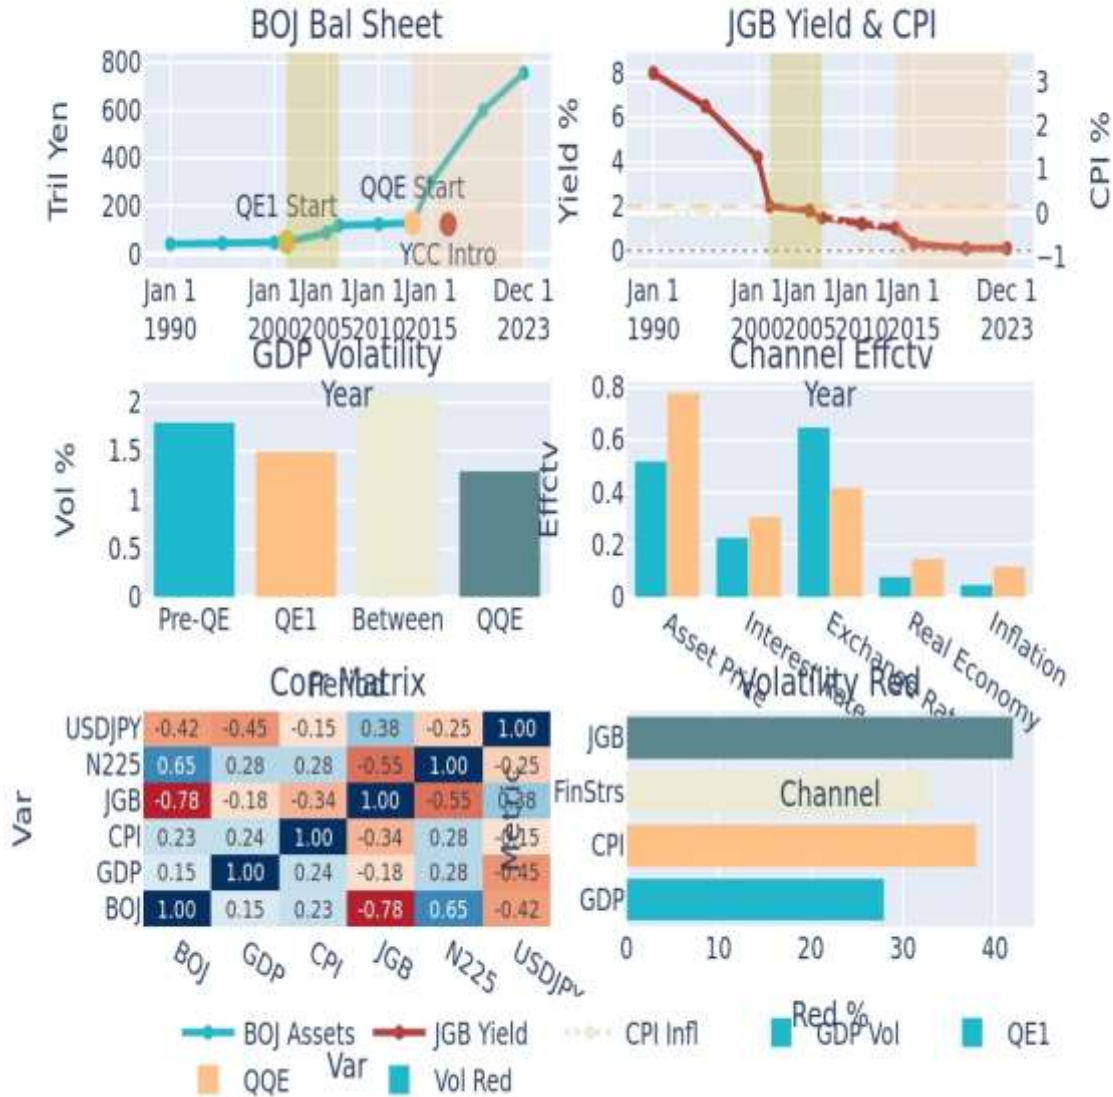 BOJ Bal Sheet
JGB Yield & CPI
Tril Yen
800
600
400
200
0
QE1 Start
QQE Start
YCC Intro
Jan 1 1990
Jan 1 2000
Jan 1 2005
Jan 1 2010
Jan 1 2015
Dec 1 2023
Year
Yield %
8
6
4
2
0
CPI %
3
2
1
0
−1
Jan 1 1990
Jan 1 2000
Jan 1 2005
Jan 1 2010
Jan 1 2015
Dec 1 2023
Year
GDP Volatility
Vol %
2
1.5
1
0.5
0
Pre-QE QE1 Between QQE
Period
Channel Effctv
Effctv
0.8
0.6
0.4
0.2
0
Asset Price
Interest Rate
Exchange Rate
Real Economy
Inflation
Channel
Corr Matrix
Var
USDJPY -0.42 -0.45 -0.15 0.38 -0.25 1.00
N225 0.65 0.28 0.28 -0.55 1.00 -0.25
JGB -0.78 -0.18 -0.34 1.00 -0.55 0.38
CPI 0.23 0.24 1.00 -0.34 0.28 -0.15
GDP 0.15 1.00 0.24 -0.18 0.28 -0.45
BOJ 1.00 0.15 0.23 -0.78 0.65 -0.42
BOJ GDP CPI JGB N225 USDJPY
Var
Volatility Red
Metric
JGB
FinStrs
CPI
GDP
0 10 20 30 40
Red %
BOJ Assets JGB Yield CPI Infl GDP Vol QE1
QQE Vol Red